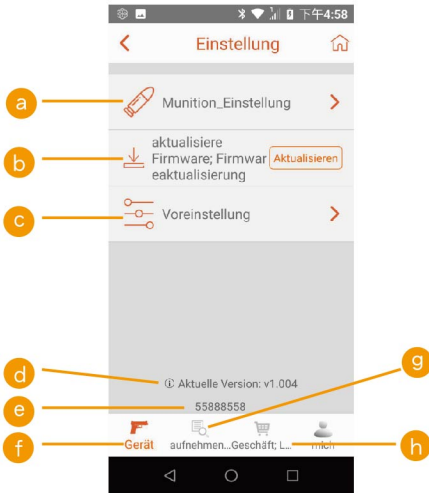 下午4:58
Einstellung
a
Munition_Einstellung
b
aktualisiere
Firmware; Firmwar
eaktualisierung
Aktualisieren
c
Voreinstellung
g
d
Aktuelle Version: v1.004
e
55888558
f
Gerät
aufnehmen...
Geschäft; L...
mich
h